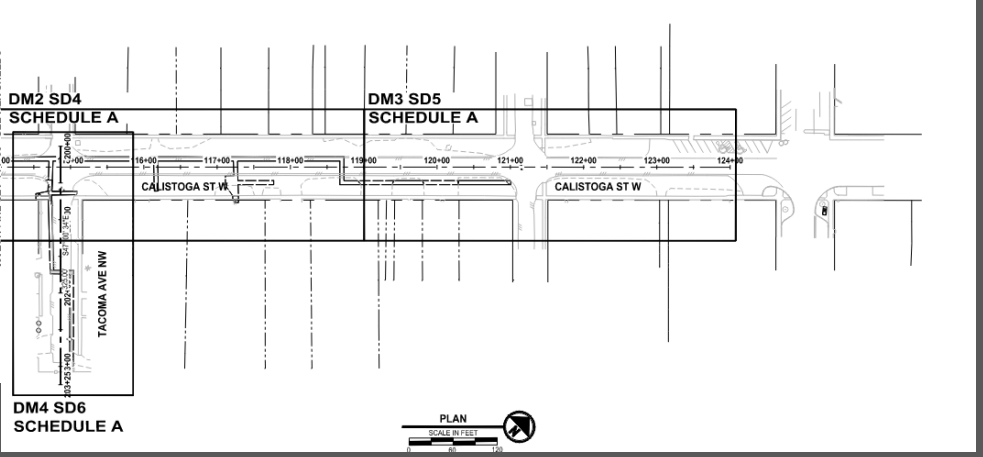 DM2 SD4
SCHEDULE A
DM3 SD5
SCHEDULE A
116+00
117+00
118+00
119+00
120+00
121+00
122+00
123+00
124+00
CALISTOGA ST W
CALISTOGA ST W
TACOMA AVE NW
DM4 SD6
SCHEDULE A
PLAN
SCALE IN FEET
0 60 120